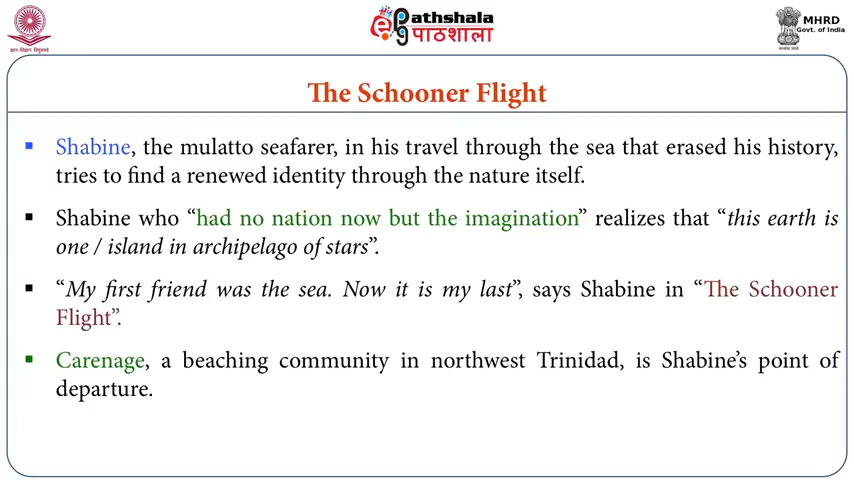 ePathshala
पाठशाला
MHRD
Govt. of India
The Schooner Flight
▪ Shabine, the mulatto seafarer, in his travel through the sea that erased his history,
tries to find a renewed identity through the nature itself.
▪ Shabine who “had no nation now but the imagination” realizes that “this earth is
one / island in archipelago of stars”.
▪ “My first friend was the sea. Now it is my last”, says Shabine in “The Schooner
Flight”.
▪ Carenage, a beaching community in northwest Trinidad, is Shabine’s point of
departure.